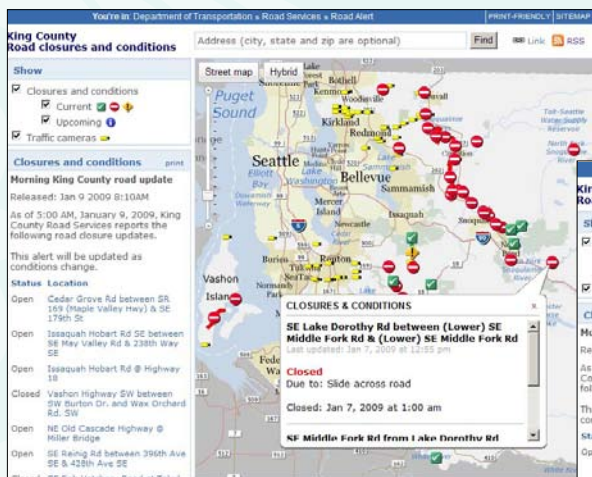 You're in: Department of Transportation » Road Services » Road Alert
PRINT-FRIENDLY SITEMAP
King County
Road closures and conditions
Address (city, state and zip are optional)
Find
Link
RSS
Show
Closures and conditions
Current
Upcoming
Traffic cameras
Closures and conditions
print
Morning King County road update
Released: Jan 9 2009 8:10AM
As of 5:00 AM, January 9, 2009, King
County Road Services reports the
following road closure updates.
This alert will be updated as
conditions change.
Status Location
Open Cedar Grove Rd between SR
169 (Maple Valley Hwy) & SE
179th St
Open Issaquah Hobart Rd SE between
SE May Valley Rd & 238th Way
SE
Open Issaquah Hobart Rd @ Highway
18
Closed Vashon Highway SW between
SW Burton Dr. and Wax Orchard
Rd. SW
Open NE Old Cascade Highway @
Miller Bridge
Open SE Reinig Rd between 396th Ave
SE & 428th Ave SE
Street map
Hybrid
Puget
Sound
Bothell
Kenmore
Woodinville
Kirkland
Redmond
Seattle
Elliott
Bay
Lake
Washington
Bellevue
Sammamish
Mercer
Island
Newcastle
Issaquah
Burien
Renton
Vashon
Island
90
CLOSURES & CONDITIONS
x
SE Lake Dorothy Rd between (Lower) SE
Middle Fork Rd & (Lower) SE Middle Fork Rd
Last updated: Jan 7, 2009 at 12:55 pm
Closed
Due to: Slide across road
Closed: Jan 7, 2009 at 1:00 am
SE Middle Fork Rd from Lake Dorothy Rd